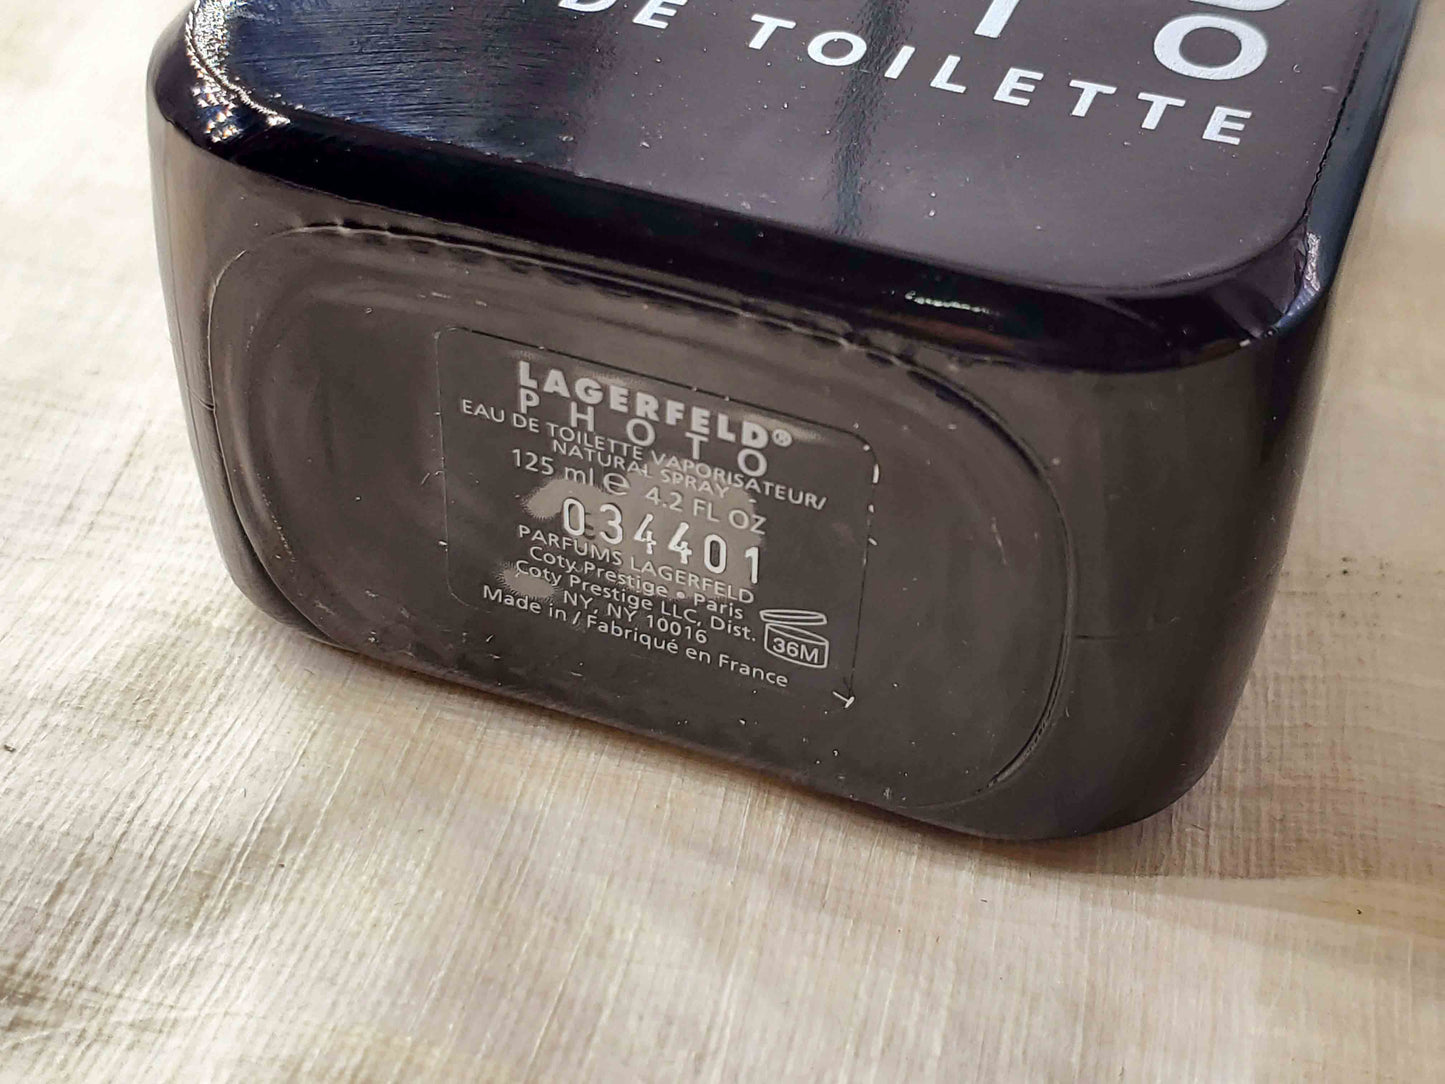 DE TOILETTE
LAGERFELD®
PHOTO
EAU DE TOILETTE VAPORISATEUR/
NATURAL SPRAY
125 ml e 4.2 FL OZ
034401
PARFUMS LAGERFELD
Coty Prestige • Paris
Coty Prestige LLC, Dist.
NY, NY 10016
Made in / Fabriqué en France
36M